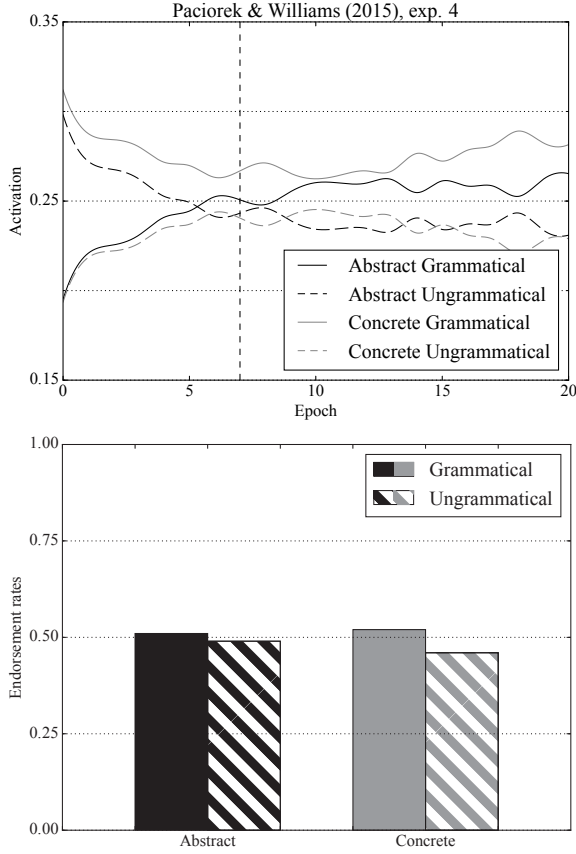 Paciorek & Williams (2015), exp. 4
0.35
0.25
0.15
Activation
0 5 10 15 20
Epoch
Abstract Grammatical
Abstract Ungrammatical
Concrete Grammatical
Concrete Ungrammatical
1.00
0.75
0.50
0.25
0.00
Endorsement rates
Grammatical
Ungrammatical
Abstract Concrete